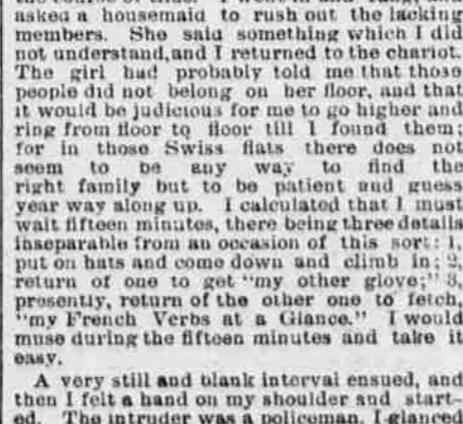 asked a housemaid to rush out the lacking
members. She said something which I did
not understand,and I returned to the chariot.
The girl had probably told me that those
people did not belong on her floor, and that
it would be judicious for me to go higher and
ring from floor to floor till I found them;
for in those Swiss flats there does not
seem to be any way to find the
right family but to be patient and guess
year way along up. I calculated that I must
wait fifteen minutes, there being three details
inseparable from an occasion of this sort: 1,
put on hats and come down and climb in; 2,
return of one to get "my other glove;" 3,
presently, return of the other one to fetch,
"my French Verbs at a Glance." I would
muse during the fifteen minutes and take it
easy.
A very still and blank interval ensued, and
then I felt a hand on my shoulder and start-
ed. The intruder was a policeman. I glanced